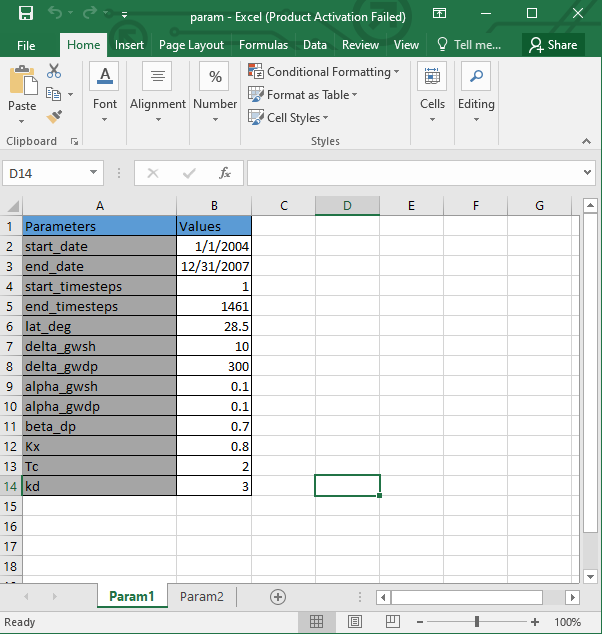 param - Excel (Product Activation Failed)
File Home Insert Page Layout Formulas Data Review View Tell me... Share
Paste
Clipboard
Font
Alignment
%
Number
Conditional Formatting
Format as Table
Cell Styles
Styles
Cells
Editing
D14 fx
A B C D E F G
1 Parameters Values
2 start_date 1/1/2004
3 end_date 12/31/2007
4 start_timesteps 1
5 end_timesteps 1461
6 lat_deg 28.5
7 delta_gwsh 10
8 delta_gwdp 300
9 alpha_gwsh 0.1
10 alpha_gwdp 0.1
11 beta_dp 0.7
12 Kx 0.8
13 Tc 2
14 kd 3
15
16
17
18
Param1 Param2
Ready 100%